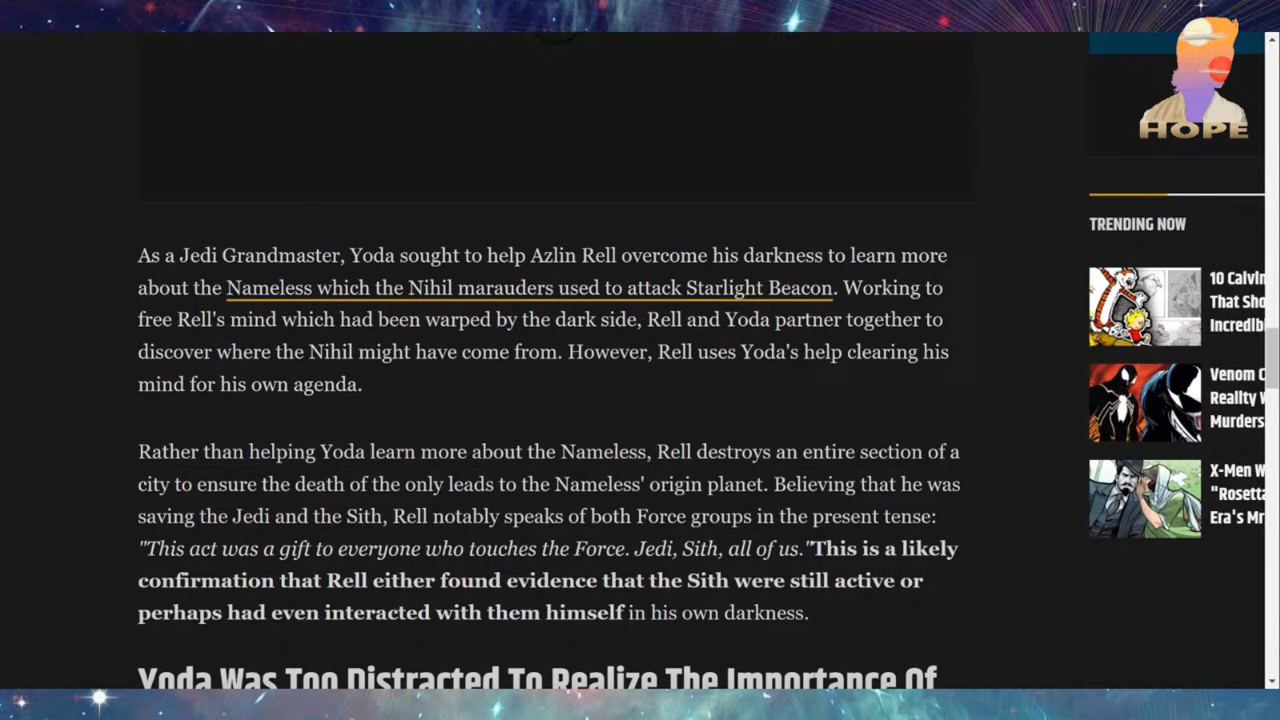 HOPE
TRENDING NOW
As a Jedi Grandmaster, Yoda sought to help Azlin Rell overcome his darkness to learn more
about the Nameless which the Nihil marauders used to attack Starlight Beacon. Working to
free Rell's mind which had been warped by the dark side, Rell and Yoda partner together to
discover where the Nihil might have come from. However, Rell uses Yoda's help clearing his
mind for his own agenda.
Rather than helping Yoda learn more about the Nameless, Rell destroys an entire section of a
city to ensure the death of the only leads to the Nameless' origin planet. Believing that he was
saving the Jedi and the Sith, Rell notably speaks of both Force groups in the present tense:
"This act was a gift to everyone who touches the Force. Jedi, Sith, all of us."This is a likely
confirmation that Rell either found evidence that the Sith were still active or
perhaps had even interacted with them himself in his own darkness.
Yoda Was Too Distracted To Realize The Importance Of
10 Calvin
That Sho
Incredib
Venom C
Reality W
Murders
X-Men W
"Rosetta
Era's Mr